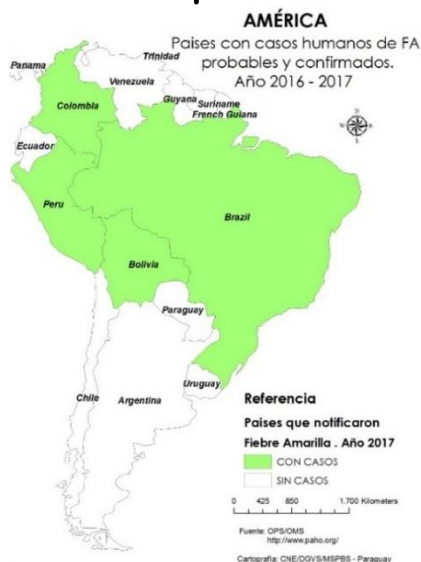 AMÉRICA
Paises con casos humanos de FA
probables y confirmados.
Año 2016 - 2017
Panama
Trinidad
Venezuela
Guyana
Suriname
French Guiana
Colombia
Ecuador
Peru
Brazil
Bolivia
Paraguay
Chile
Argentina
Uruguay
Referencia
Paises que notificaron
Fiebre Amarilla . Año 2017
CON CASOS
SIN CASOS
0 425 850 1.700 Kilometers
Fuente: OPS/OMS
http://www.paho.org/
Cartografía: CNE/DGVS/MSPBS - Paraguay